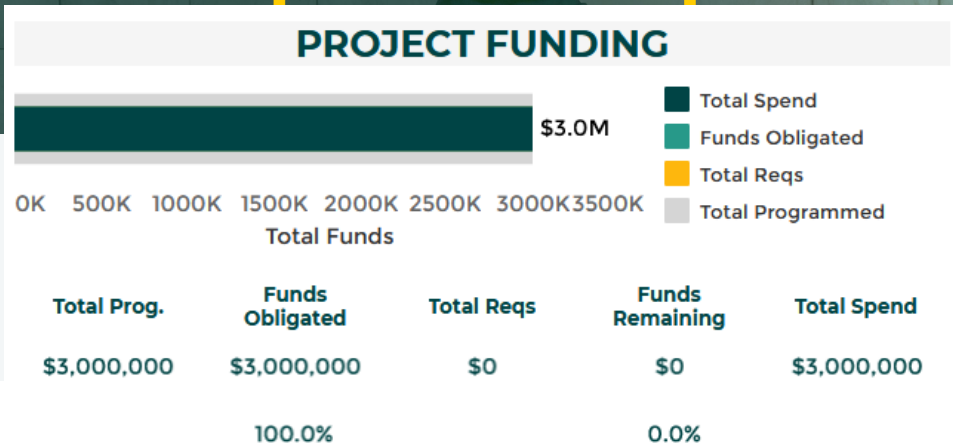 PROJECT FUNDING
$3.0M
Total Spend
Funds Obligated
Total Reqs
Total Programmed
0K 500K 1000K 1500K 2000K 2500K 3000K 3500K
Total Funds
Total Prog. Funds Obligated Total Reqs Funds Remaining Total Spend
$3,000,000 $3,000,000 $0 $0 $3,000,000
100.0% 0.0%